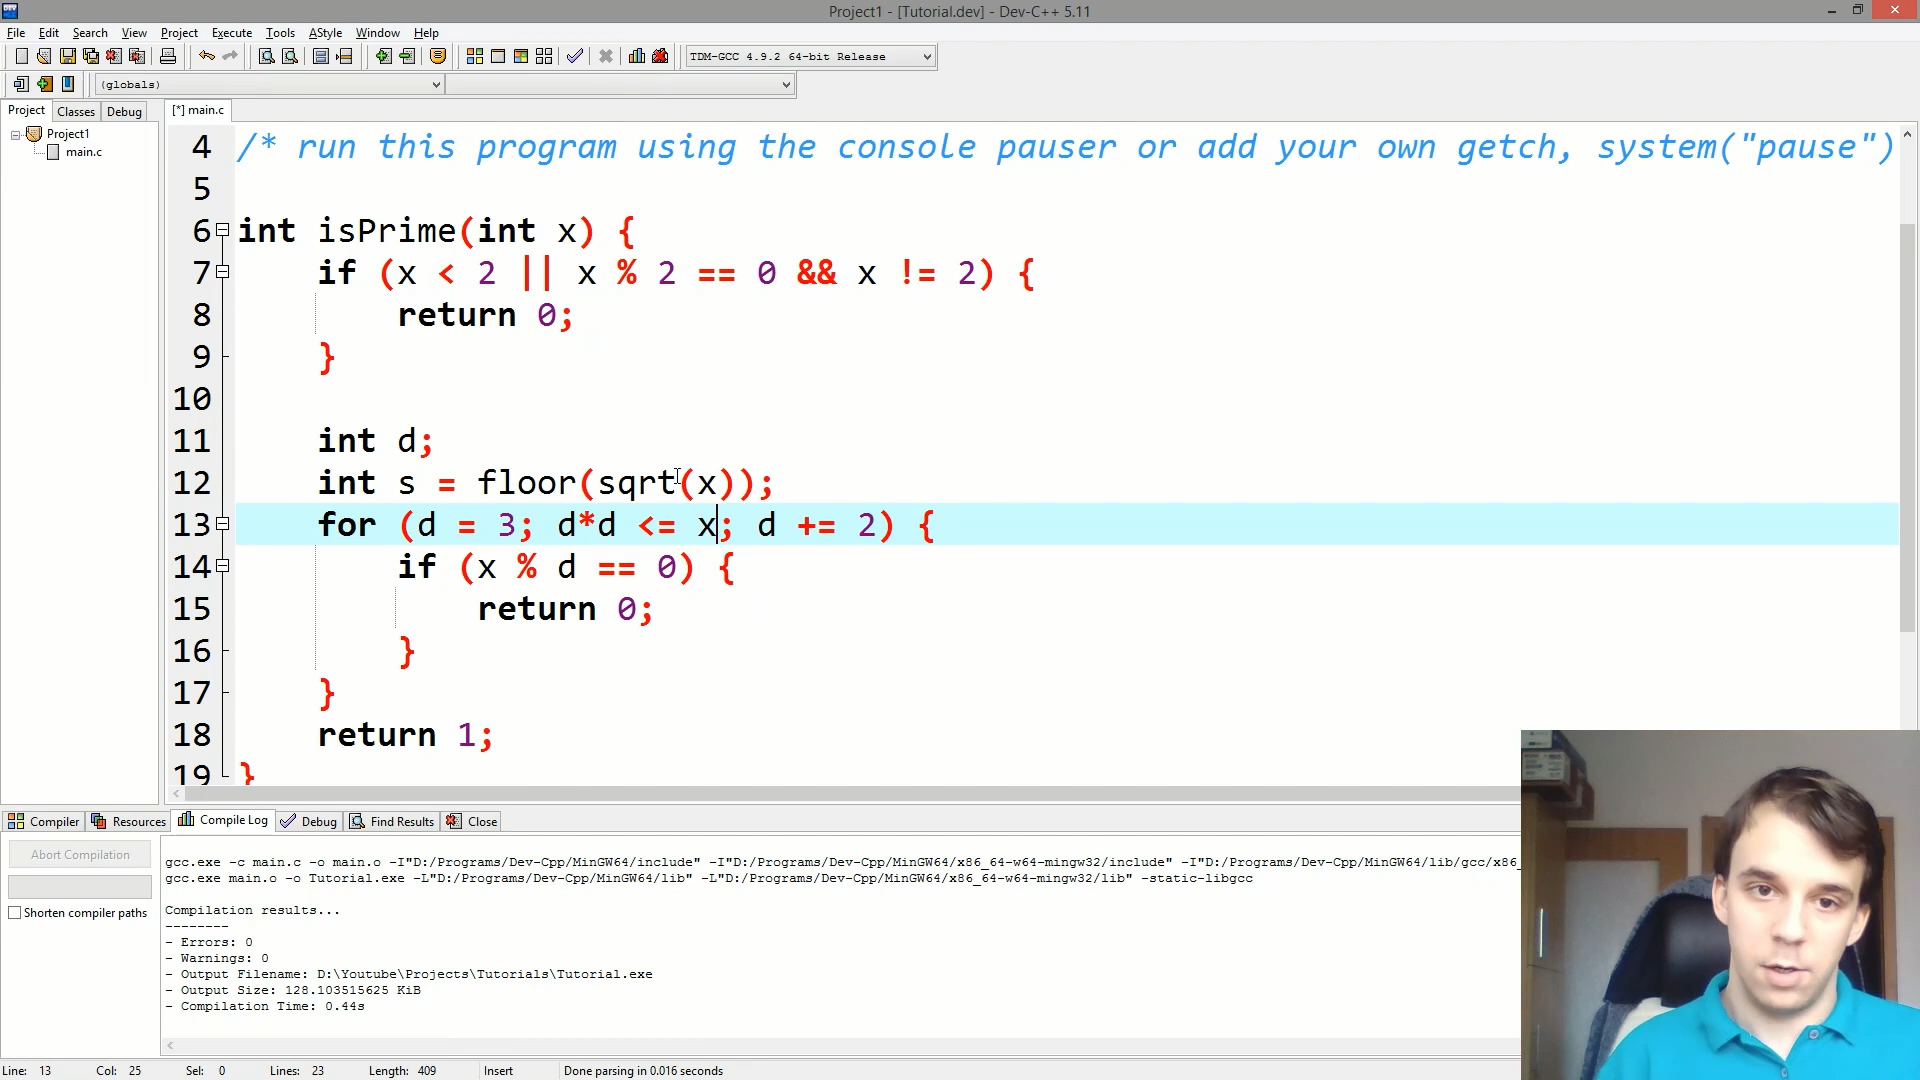 Project1 - [Tutorial.dev] - Dev-C++ 5.11
File Edit Search View Project Execute Tools AStyle Window Help
TDM-GCC 4.9.2 64-bit Release
(globals)
Project Classes Debug
[*] main.c
Project1
main.c
4 /* run this program using the console pauser or add your own getch, system("pause")
5
6 int isPrime(int x) {
7 if (x < 2 || x % 2 == 0 && x != 2) {
8 return 0;
9 }
10
11 int d;
12 int s = floor(sqrt(x));
13 for (d = 3; d*d <= x; d += 2) {
14 if (x % d == 0) {
15 return 0;
16 }
17 }
18 return 1;
19 }
Compiler Resources Compile Log Debug Find Results Close
Abort Compilation
Shorten compiler paths
gcc.exe -c main.c -o main.o -I"D:/Programs/Dev-Cpp/MinGW64/include" -I"D:/Programs/Dev-Cpp/MinGW64/x86_64-w64-mingw32/include" -I"D:/Programs/Dev-Cpp/MinGW64/lib/gcc/x86_
gcc.exe main.o -o Tutorial.exe -L"D:/Programs/Dev-Cpp/MinGW64/lib" -L"D:/Programs/Dev-Cpp/MinGW64/x86_64-w64-mingw32/lib" -static-libgcc
Compilation results...
--------
- Errors: 0
- Warnings: 0
- Output Filename: D:\Youtube\Projects\Tutorials\Tutorial.exe
- Output Size: 128.103515625 KiB
- Compilation Time: 0.44s
Line: 13 Col: 25 Sel: 0 Lines: 23 Length: 409 Insert Done parsing in 0.016 seconds